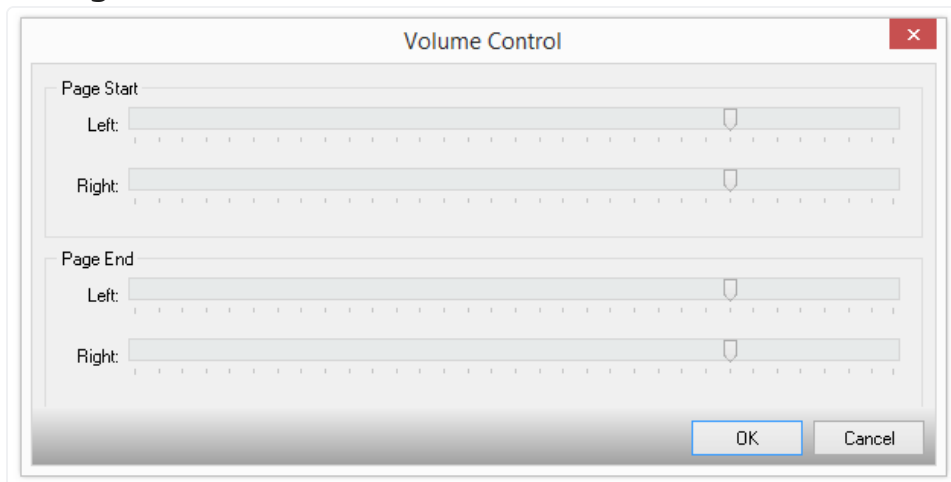 Volume Control
Page Start
Left:
Right:
Page End
Left:
Right:
OK Cancel